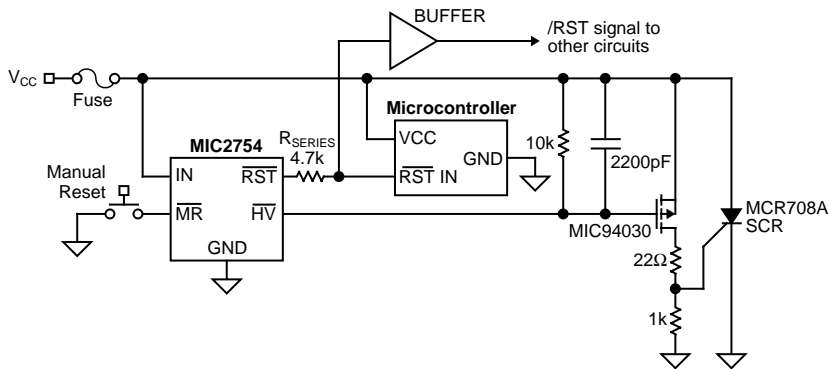 BUFFER
/RST signal to
other circuits
VCC
Fuse
Microcontroller
MIC2754
RSERIES
4.7k
VCC
GND
RST IN
10k
2200pF
Manual
Reset
IN
RST
MR
HV
GND
MIC94030
MCR708A
SCR
22Ω
1k